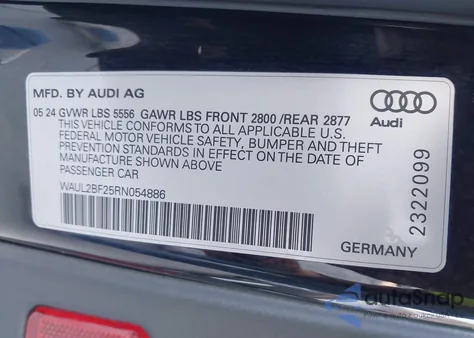 MFD. BY AUDI AG
05 24 GVWR LBS 5556 GAWR LBS FRONT 2800 /REAR 2877
THIS VEHICLE CONFORMS TO ALL APPLICABLE U.S.
FEDERAL MOTOR VEHICLE SAFETY, BUMPER AND THEFT
PREVENTION STANDARDS IN EFFECT ON THE DATE OF
MANUFACTURE SHOWN ABOVE
PASSENGER CAR
WAUL2BF25RN054886
Audi
2322099
GERMANY
autoSnap